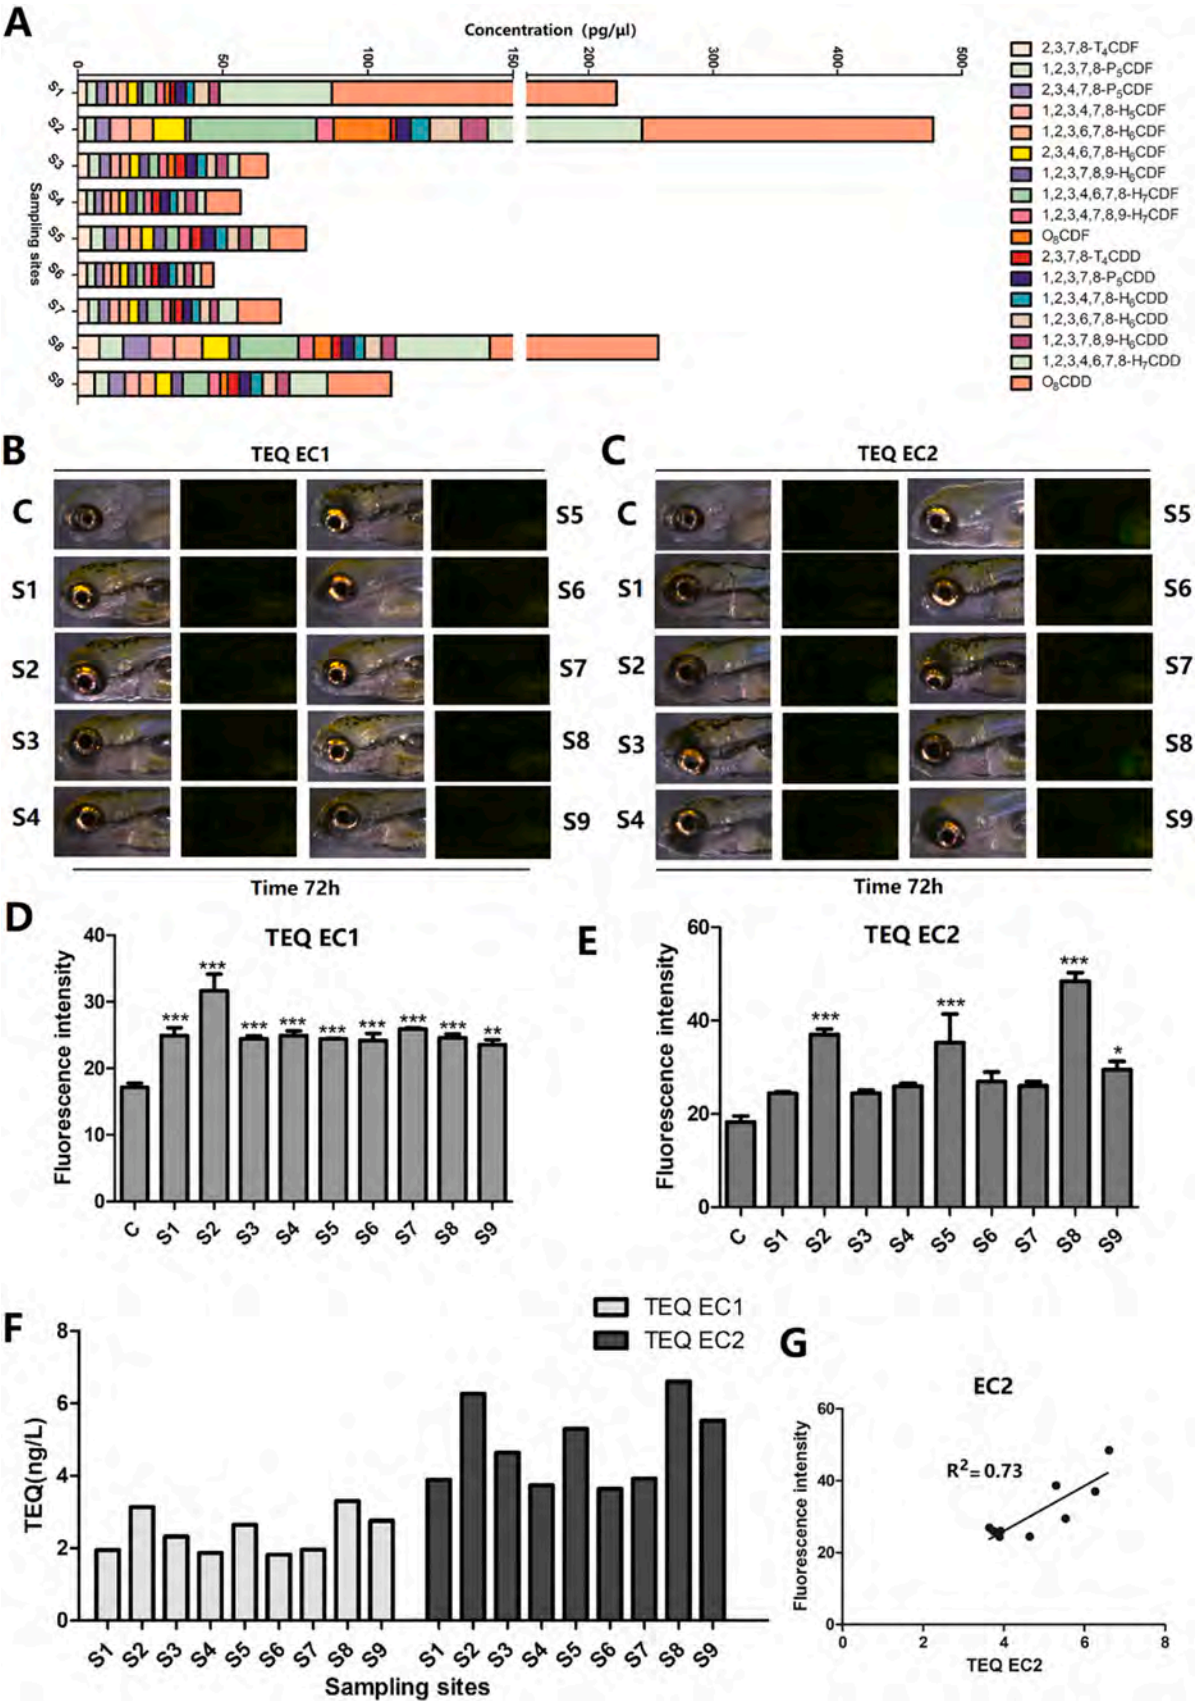 A
Concentration (pg/μl)
0 50 100 150 200 300 400 500
Sampling sites
S1
S2
S3
S4
S5
S6
S7
S8
S9
2,3,7,8-T4CDF
1,2,3,7,8-P5CDF
2,3,4,7,8-P5CDF
1,2,3,4,7,8-H5CDF
1,2,3,6,7,8-H6CDF
2,3,4,6,7,8-H6CDF
1,2,3,7,8,9-H6CDF
1,2,3,4,6,7,8-H7CDF
1,2,3,4,7,8,9-H7CDF
O8CDF
2,3,7,8-T4CDD
1,2,3,7,8-P5CDD
1,2,3,4,7,8-H6CDD
1,2,3,6,7,8-H6CDD
1,2,3,7,8,9-H6CDD
1,2,3,4,6,7,8-H7CDD
O8CDD
B
TEQ EC1
C S5
S1 S6
S2 S7
S3 S8
S4 S9
Time 72h
C
TEQ EC2
C S5
S1 S6
S2 S7
S3 S8
S4 S9
Time 72h
D
TEQ EC1
Fluorescence intensity
40
30
20
10
0
*** *** *** *** *** *** *** *** **
C S1 S2 S3 S4 S5 S6 S7 S8 S9
E
TEQ EC2
Fluorescence intensity
60
40
20
0
*** *** *** *
C S1 S2 S3 S4 S5 S6 S7 S8 S9
F
TEQ EC1
TEQ EC2
TEQ(ng/L)
8
6
4
2
0
S1 S2 S3 S4 S5 S6 S7 S8 S9 S1 S2 S3 S4 S5 S6 S7 S8 S9
Sampling sites
G
EC2
R2= 0.73
Fluorescence intensity
60
40
20
0
0 2 4 6 8
TEQ EC2